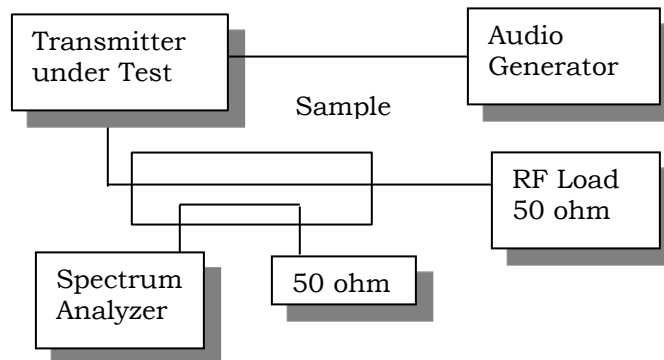 Transmitter
under Test
Audio
Generator
Sample
RF Load
50 ohm
Spectrum
Analyzer
50 ohm